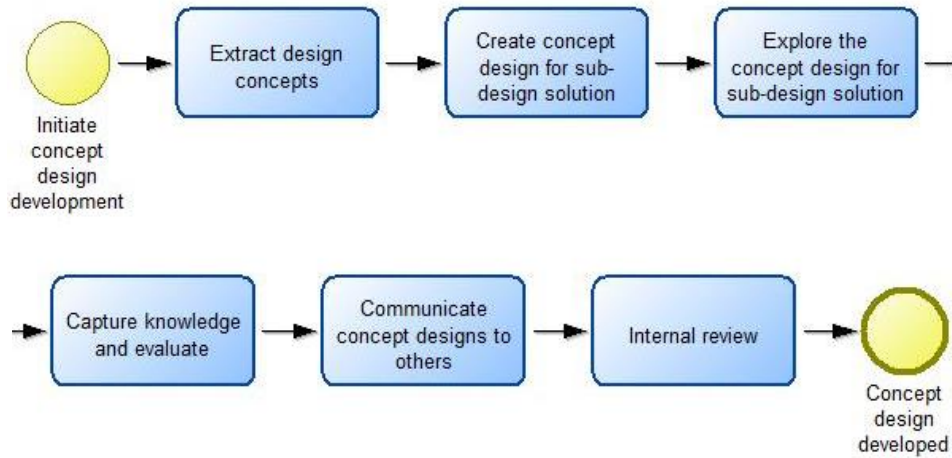 Initiate
concept
design
development
Extract design
concepts
Create concept
design for sub-
design solution
Explore the
concept design for
sub-design solution
Capture knowledge
and evaluate
Communicate
concept designs to
others
Internal review
Concept
design
developed